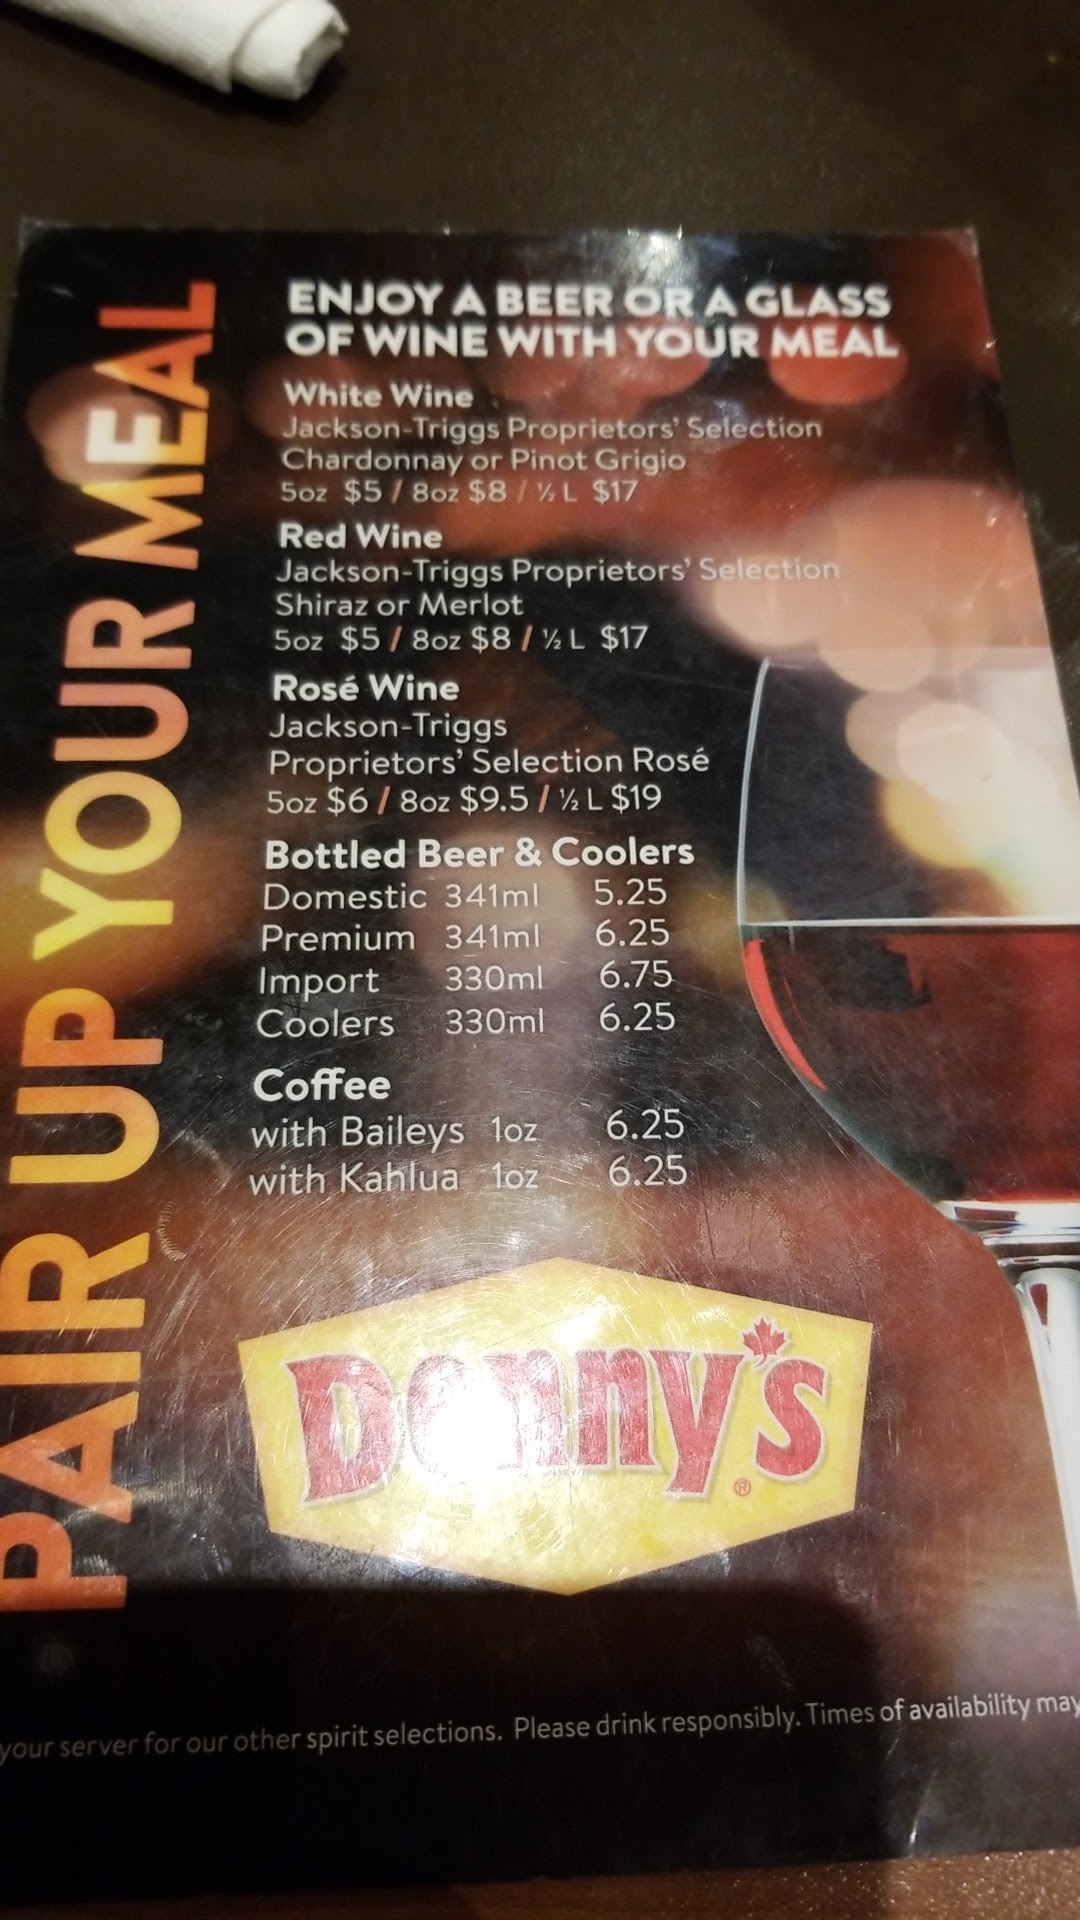 PAIR UP YOUR MEAL
ENJOY A BEER OR A GLASS
OF WINE WITH YOUR MEAL
White Wine
Jackson-Triggs Proprietors' Selection
Chardonnay or Pinot Grigio
5oz $5 / 8oz $8 / ½ L $17
Red Wine
Jackson-Triggs Proprietors' Selection
Shiraz or Merlot
5oz $5 / 8oz $8 / ½ L $17
Rosé Wine
Jackson-Triggs
Proprietors' Selection Rosé
5oz $6 / 8oz $9.5 / ½ L $19
Bottled Beer & Coolers
Domestic 341ml 5.25
Premium 341ml 6.25
Import 330ml 6.75
Coolers 330ml 6.25
Coffee
with Baileys 1oz 6.25
with Kahlua 1oz 6.25
Denny's ®
your server for our other spirit selections. Please drink responsibly. Times of availability may